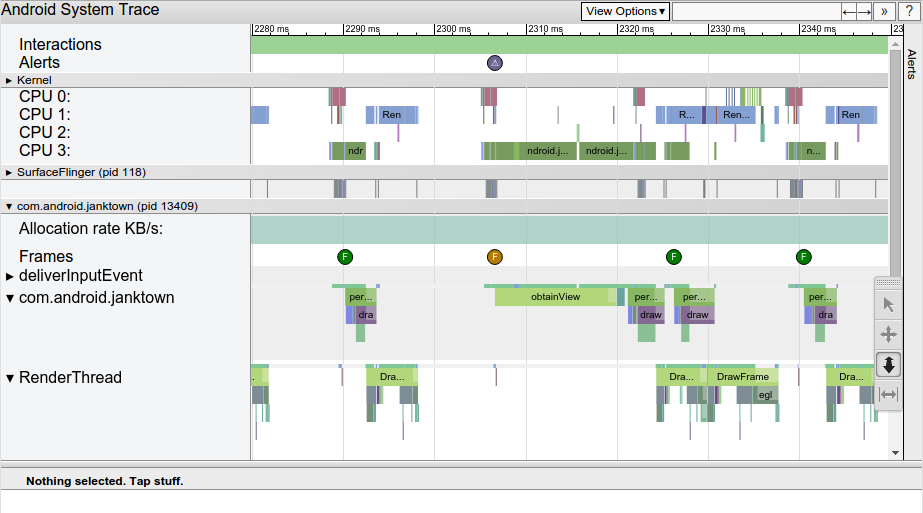 Android System Trace
View Options▾ ←→ » ?
2280 ms 2290 ms 2300 ms 2310 ms 2320 ms 2330 ms 2340 ms 23
Interactions
Alerts
Alerts
▸ Kernel
CPU 0:
CPU 1: Ren R... Ren... Ren
CPU 2:
CPU 3: ndr ndroid.j... ndroid.j... n...
▸ SurfaceFlinger (pid 118)
▾ com.android.janktown (pid 13409)
Allocation rate KB/s:
Frames F F F F
▸ deliverInputEvent
▾ com.android.janktown per... obtainView per... per... per...
dra draw draw dra
▾ RenderThread . Dra... Dra... DrawFrame Dra...
egl
Nothing selected. Tap stuff.